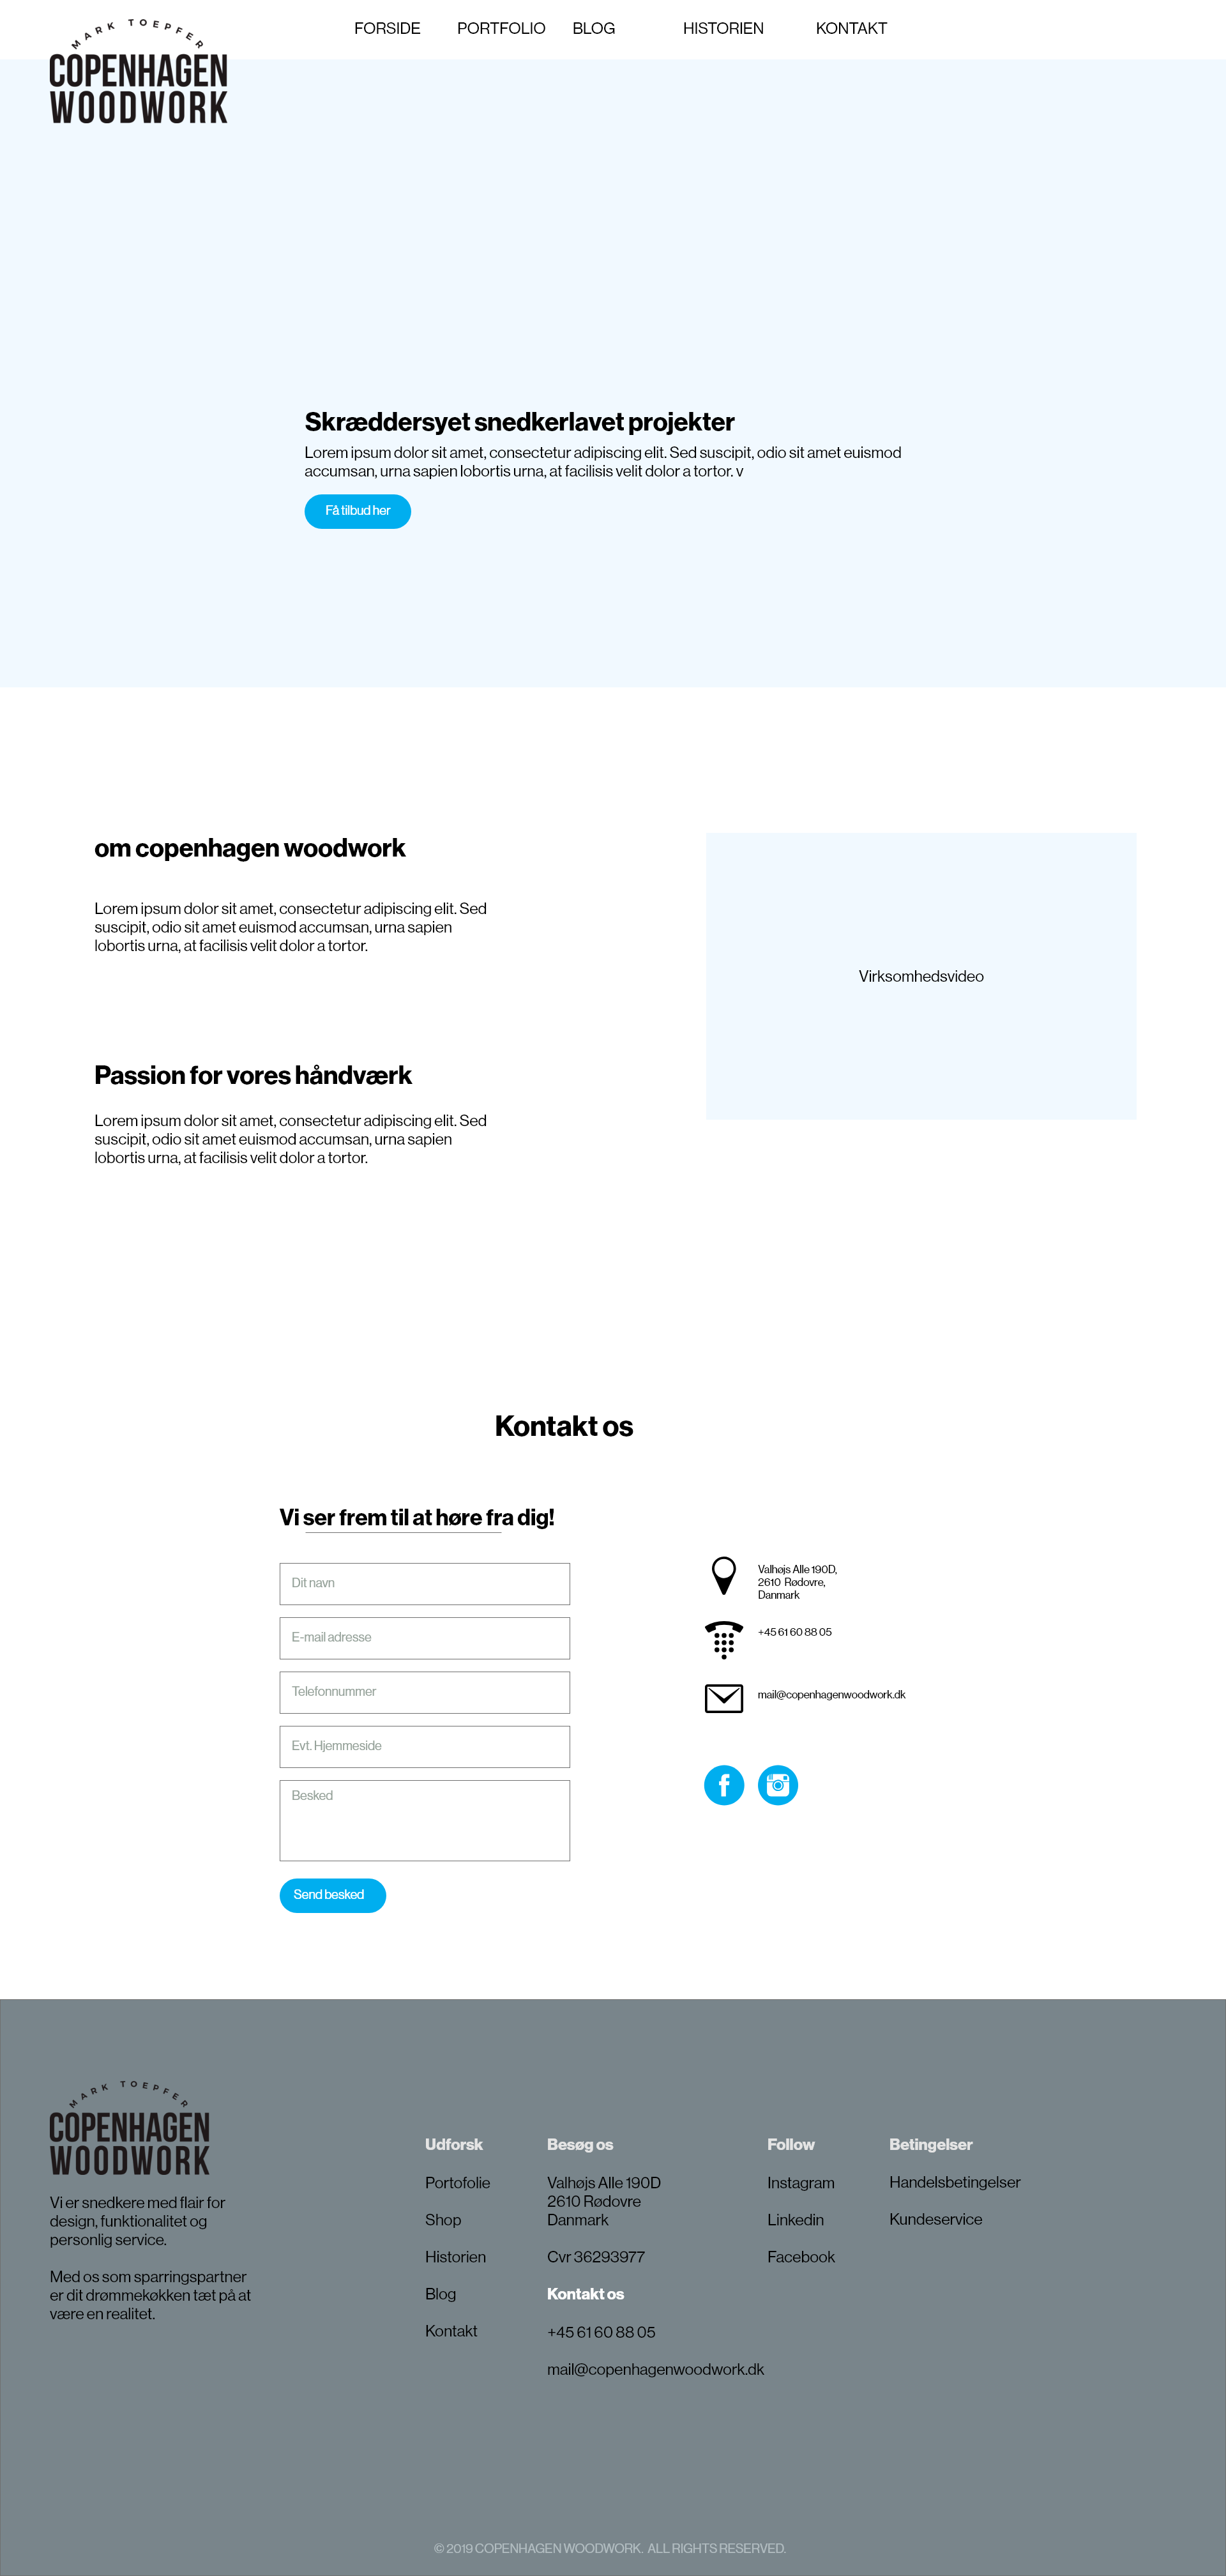 MARK TOEPFER
COPENHAGEN
WOODWORK
FORSIDE PORTFOLIO BLOG HISTORIEN KONTAKT
Skræddersyet snedkerlavet projekter
Lorem ipsum dolor sit amet, consectetur adipiscing elit. Sed suscipit, odio sit amet euismod
accumsan, urna sapien lobortis urna, at facilisis velit dolor a tortor. v
Få tilbud her
om copenhagen woodwork
Lorem ipsum dolor sit amet, consectetur adipiscing elit. Sed
suscipit, odio sit amet euismod accumsan, urna sapien
lobortis urna, at facilisis velit dolor a tortor.
Virksomhedsvideo
Passion for vores håndværk
Lorem ipsum dolor sit amet, consectetur adipiscing elit. Sed
suscipit, odio sit amet euismod accumsan, urna sapien
lobortis urna, at facilisis velit dolor a tortor.
Kontakt os
Vi ser frem til at høre fra dig!
Dit navn
E-mail adresse
Telefonnummer
Evt. Hjemmeside
Besked
Send besked
Valhøjs Alle 190D,
2610 Rødovre,
Danmark
+45 61 60 88 05
mail@copenhagenwoodwork.dk
MARK TOEPFER
COPENHAGEN
WOODWORK
Vi er snedkere med flair for
design, funktionalitet og
personlig service.
Med os som sparringspartner
er dit drømmekøkken tæt på at
være en realitet.
Udforsk
Portofolie
Shop
Historien
Blog
Kontakt
Besøg os
Valhøjs Alle 190D
2610 Rødovre
Danmark
Cvr 36293977
Kontakt os
+45 61 60 88 05
mail@copenhagenwoodwork.dk
Follow
Instagram
Linkedin
Facebook
Betingelser
Handelsbetingelser
Kundeservice
© 2019 COPENHAGEN WOODWORK. ALL RIGHTS RESERVED.